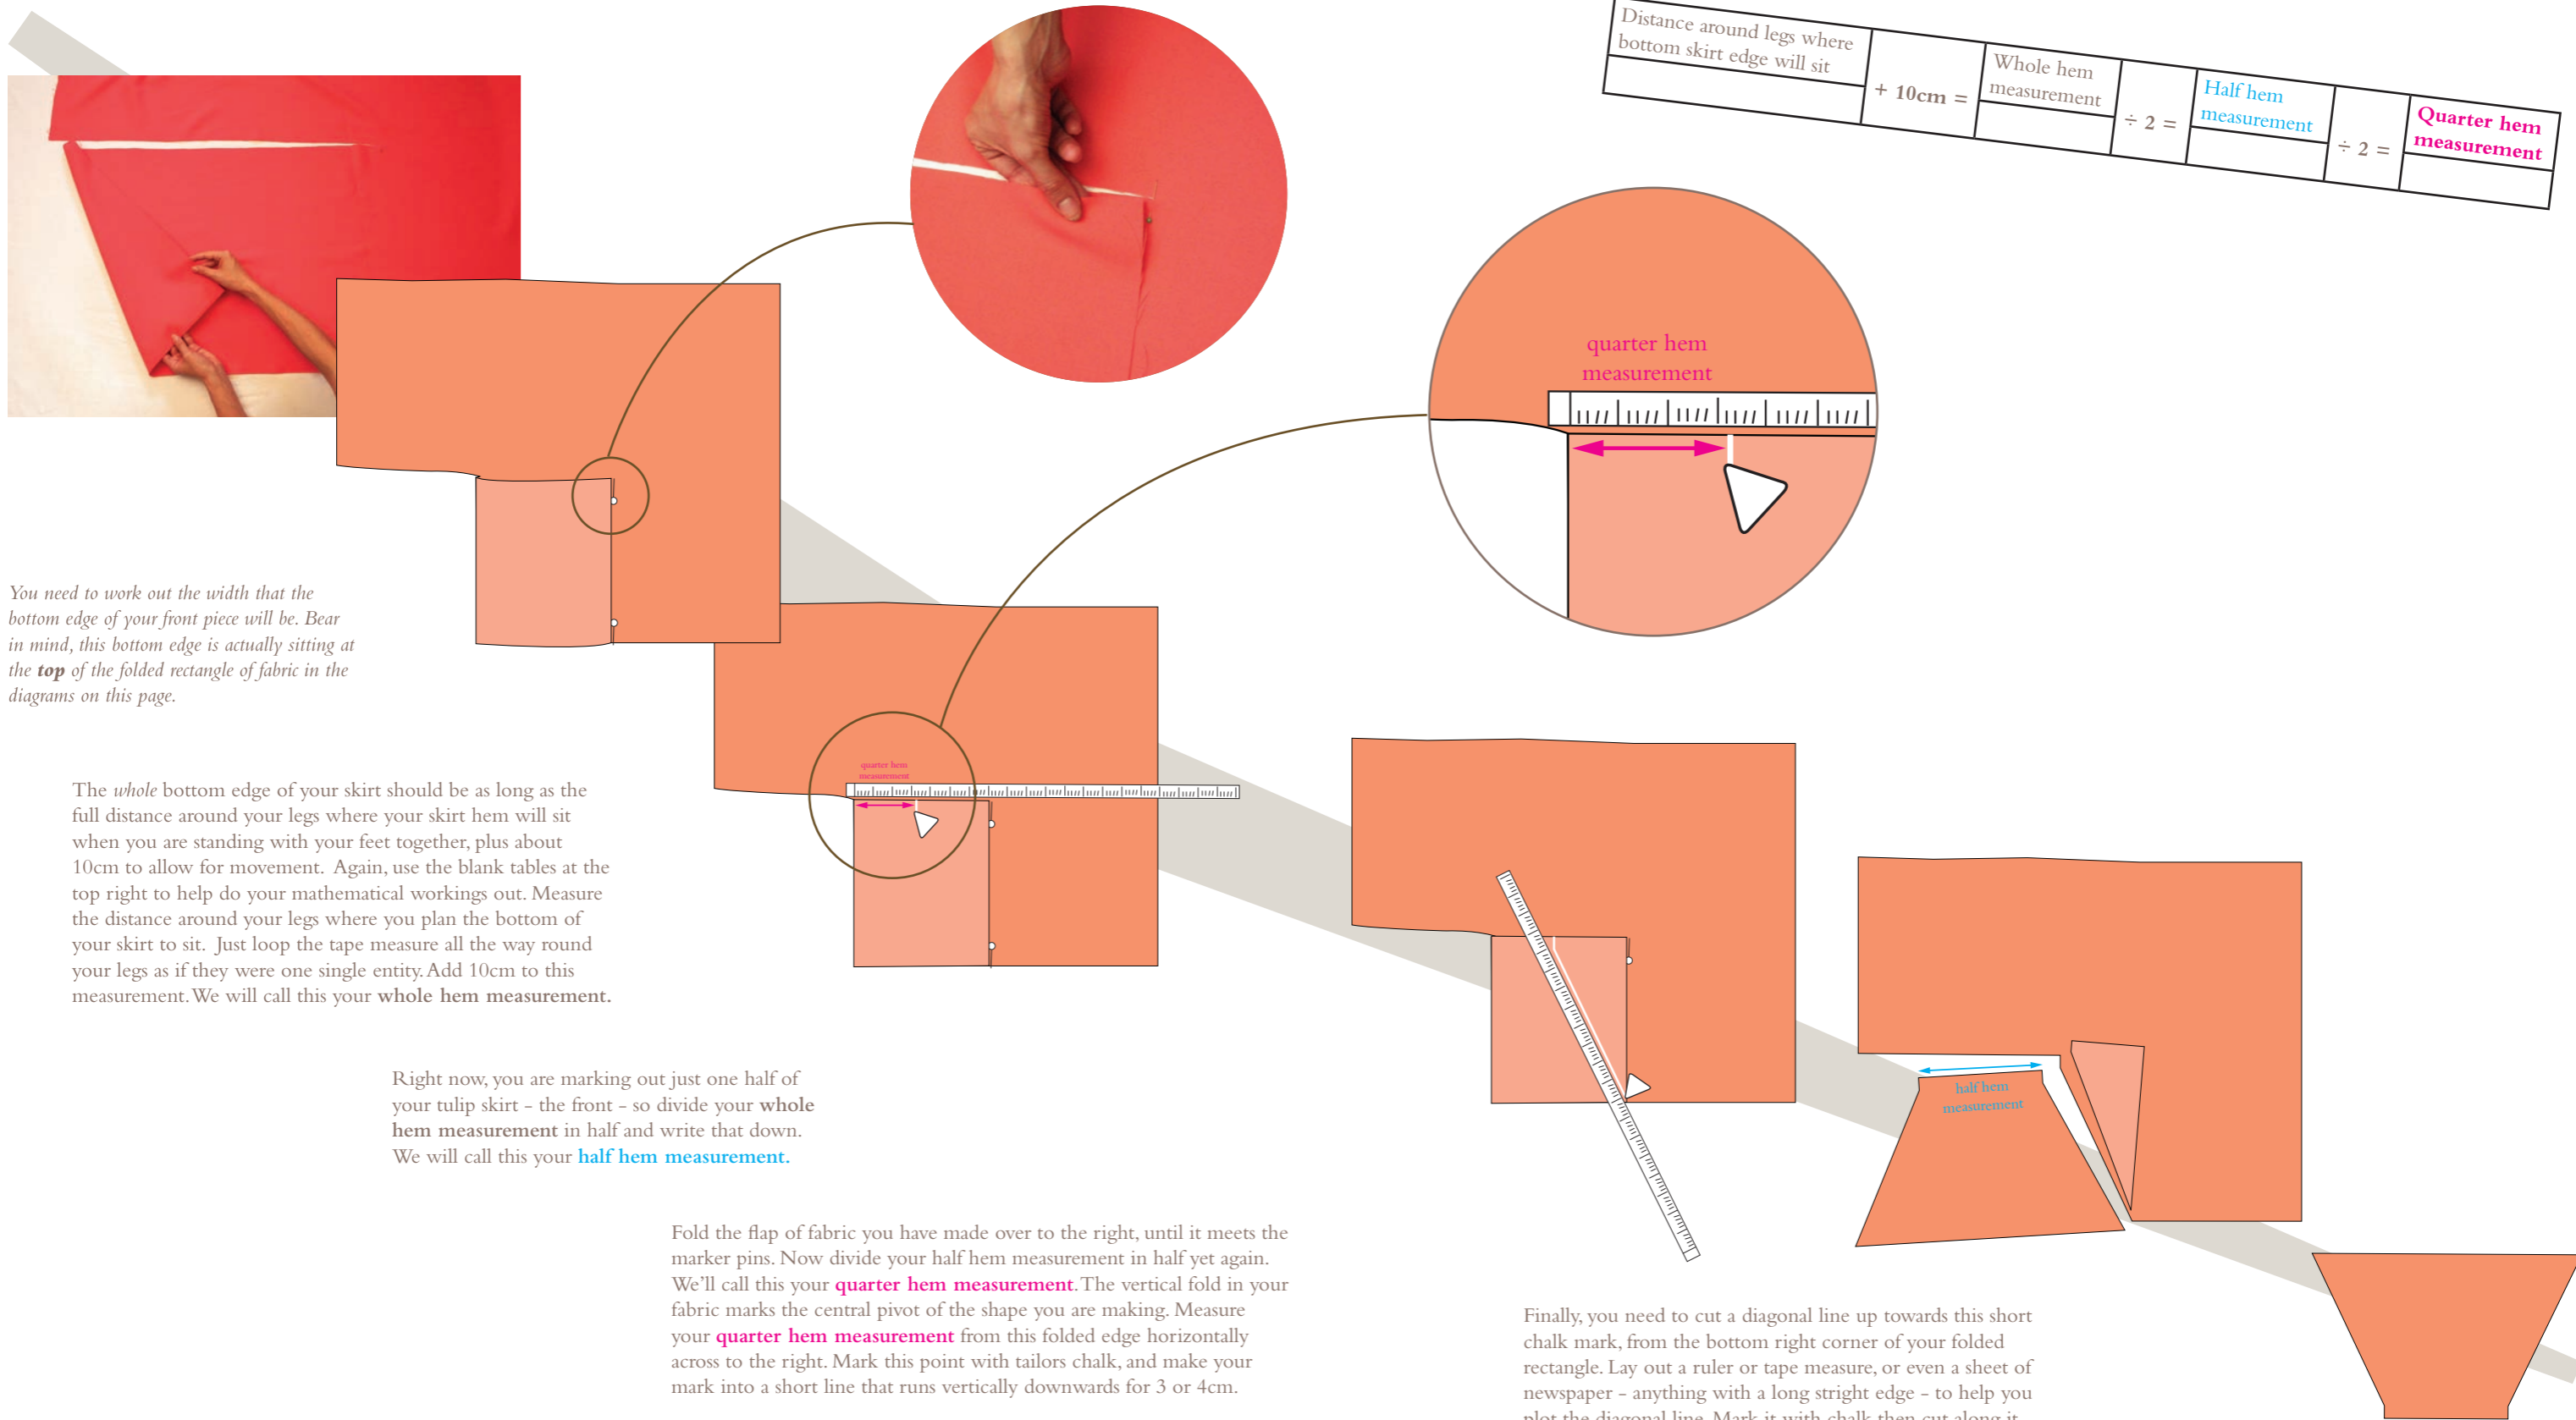 Distance around legs where
bottom skirt edge will sit
+ 10cm =
Whole hem
measurement
÷ 2 =
Half hem
measurement
÷ 2 =
Quarter hem
measurement
quarter hem
measurement
You need to work out the width that the
bottom edge of your front piece will be. Bear
in mind, this bottom edge is actually sitting at
the top of the folded rectangle of fabric in the
diagrams on this page.
quarter hem
measurement
The whole bottom edge of your skirt should be as long as the
full distance around your legs where your skirt hem will sit
when you are standing with your feet together, plus about
10cm to allow for movement. Again, use the blank tables at the
top right to help do your mathematical workings out. Measure
the distance around your legs where you plan the bottom of
your skirt to sit. Just loop the tape measure all the way round
your legs as if they were one single entity. Add 10cm to this
measurement. We will call this your whole hem measurement.
Right now, you are marking out just one half of
your tulip skirt - the front - so divide your whole
hem measurement in half and write that down.
We will call this your half hem measurement.
half hem
measurement
Fold the flap of fabric you have made over to the right, until it meets the
marker pins. Now divide your half hem measurement in half yet again.
We'll call this your quarter hem measurement. The vertical fold in your
fabric marks the central pivot of the shape you are making. Measure
your quarter hem measurement from this folded edge horizontally
across to the right. Mark this point with tailors chalk, and make your
mark into a short line that runs vertically downwards for 3 or 4cm.
Finally, you need to cut a diagonal line up towards this short
chalk mark, from the bottom right corner of your folded
rectangle. Lay out a ruler or tape measure, or even a sheet of
newspaper - anything with a long stright edge - to help you
plot the diagonal line. Mark it with chalk then cut along it